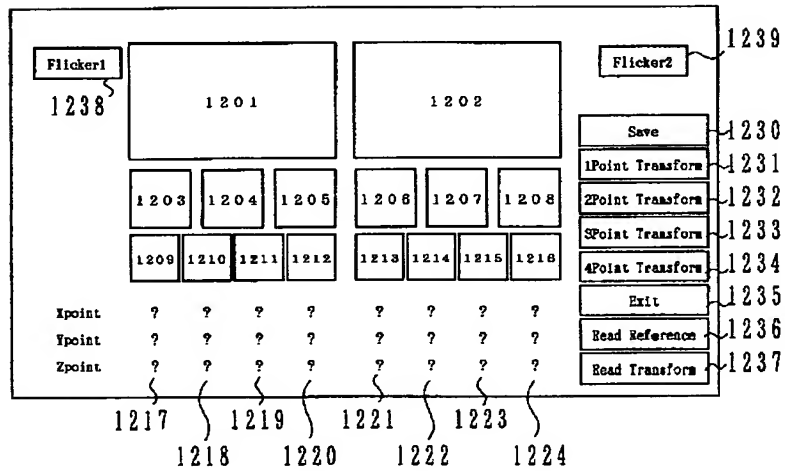 1239
Flicker1
Flicker2
1238
1201
1202
Save
1230
1Point Transform
1231
1203 1204 1205 1206 1207 1208
2Point Transform
1232
3Point Transform
1233
1209 1210 1211 1212 1213 1214 1215 1216
4Point Transform
1234
Exit
1235
Xpoint ? ? ? ? ? ? ? ?
Read Reference
1236
Ypoint ? ? ? ? ? ? ? ?
Zpoint ? ? ? ? ? ? ? ?
Read Transform
1237
1217 1219 1221 1223
1218 1220 1222 1224